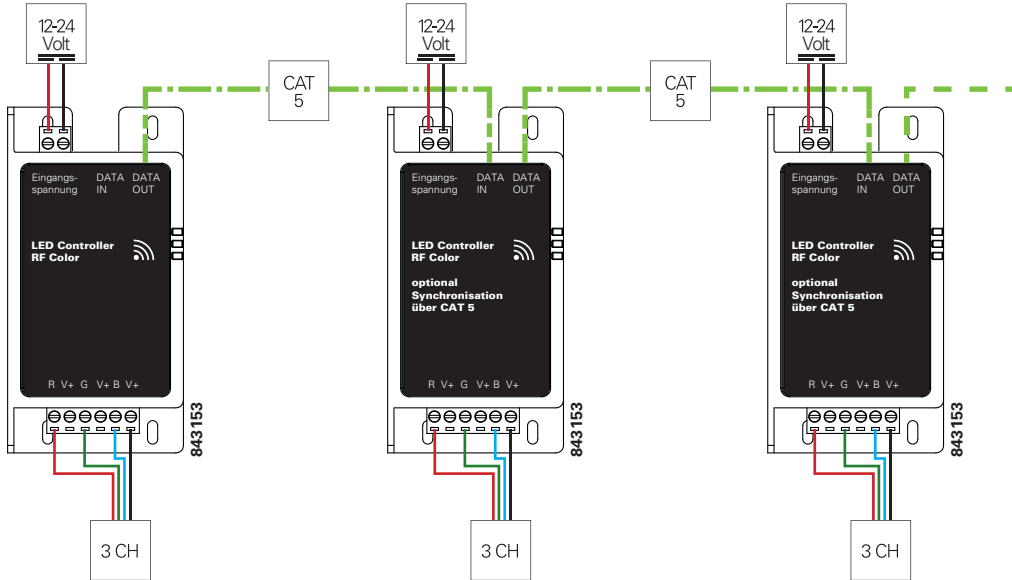 12-24
Volt
12-24
Volt
12-24
Volt
CAT
5
CAT
5
Eingangs-
spannung
DATA
IN
DATA
OUT
LED Controller
RF Color
R V+ G V+ B V+
843153
3 CH
Eingangs-
spannung
DATA
IN
DATA
OUT
LED Controller
RF Color
optional
Synchronisation
über CAT 5
R V+ G V+ B V+
843153
3 CH
Eingangs-
spannung
DATA
IN
DATA
OUT
LED Controller
RF Color
optional
Synchronisation
über CAT 5
R V+ G V+ B V+
843153
3 CH